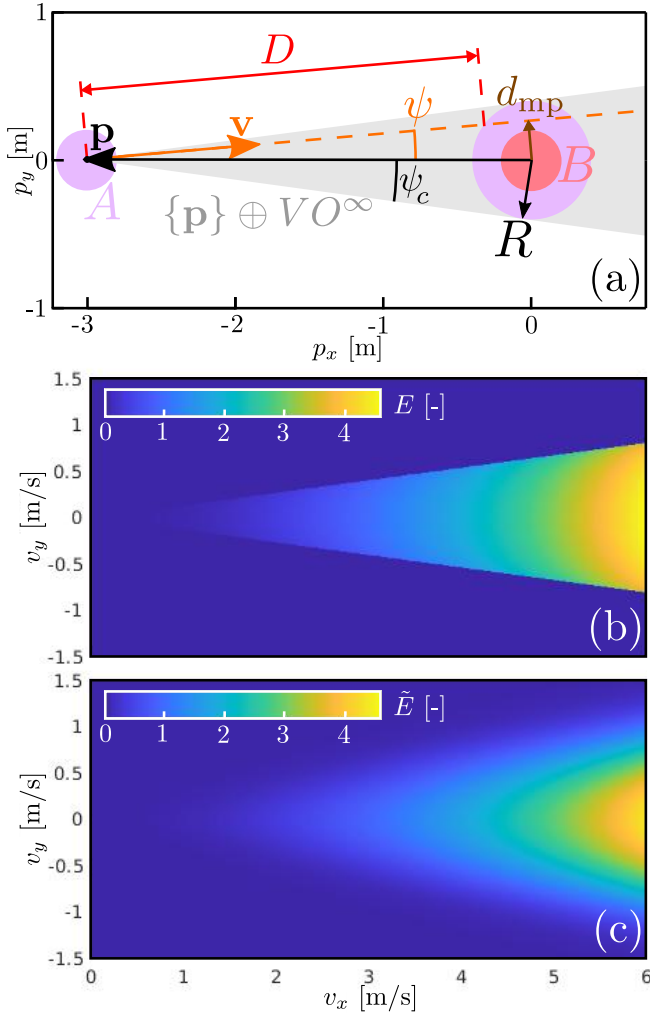 1
D
ψ
d_mp
p
v
p_y [m]
0
A
ψ_c
B
{p} ⊕ VO^∞
R
(a)
-1
-3
-2
-1
0
p_x [m]
1.5
E [-]
1
0 1 2 3 4
0.5
v_y [m/s]
0
-0.5
-1
(b)
-1.5
1.5
Ẽ [-]
1
0 1 2 3 4
0.5
v_y [m/s]
0
-0.5
-1
(c)
-1.5
0 1 2 3 4 5 6
v_x [m/s]